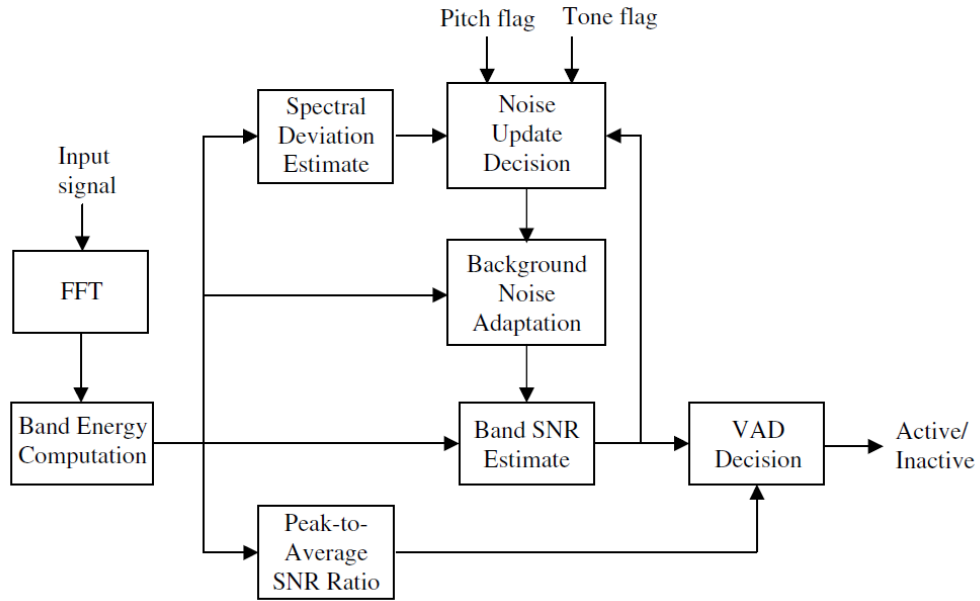 Pitch flag
Tone flag
Spectral
Deviation
Estimate
Noise
Update
Decision
Input
signal
FFT
Background
Noise
Adaptation
Band Energy
Computation
Band SNR
Estimate
VAD
Decision
Active/
Inactive
Peak-to-
Average
SNR Ratio